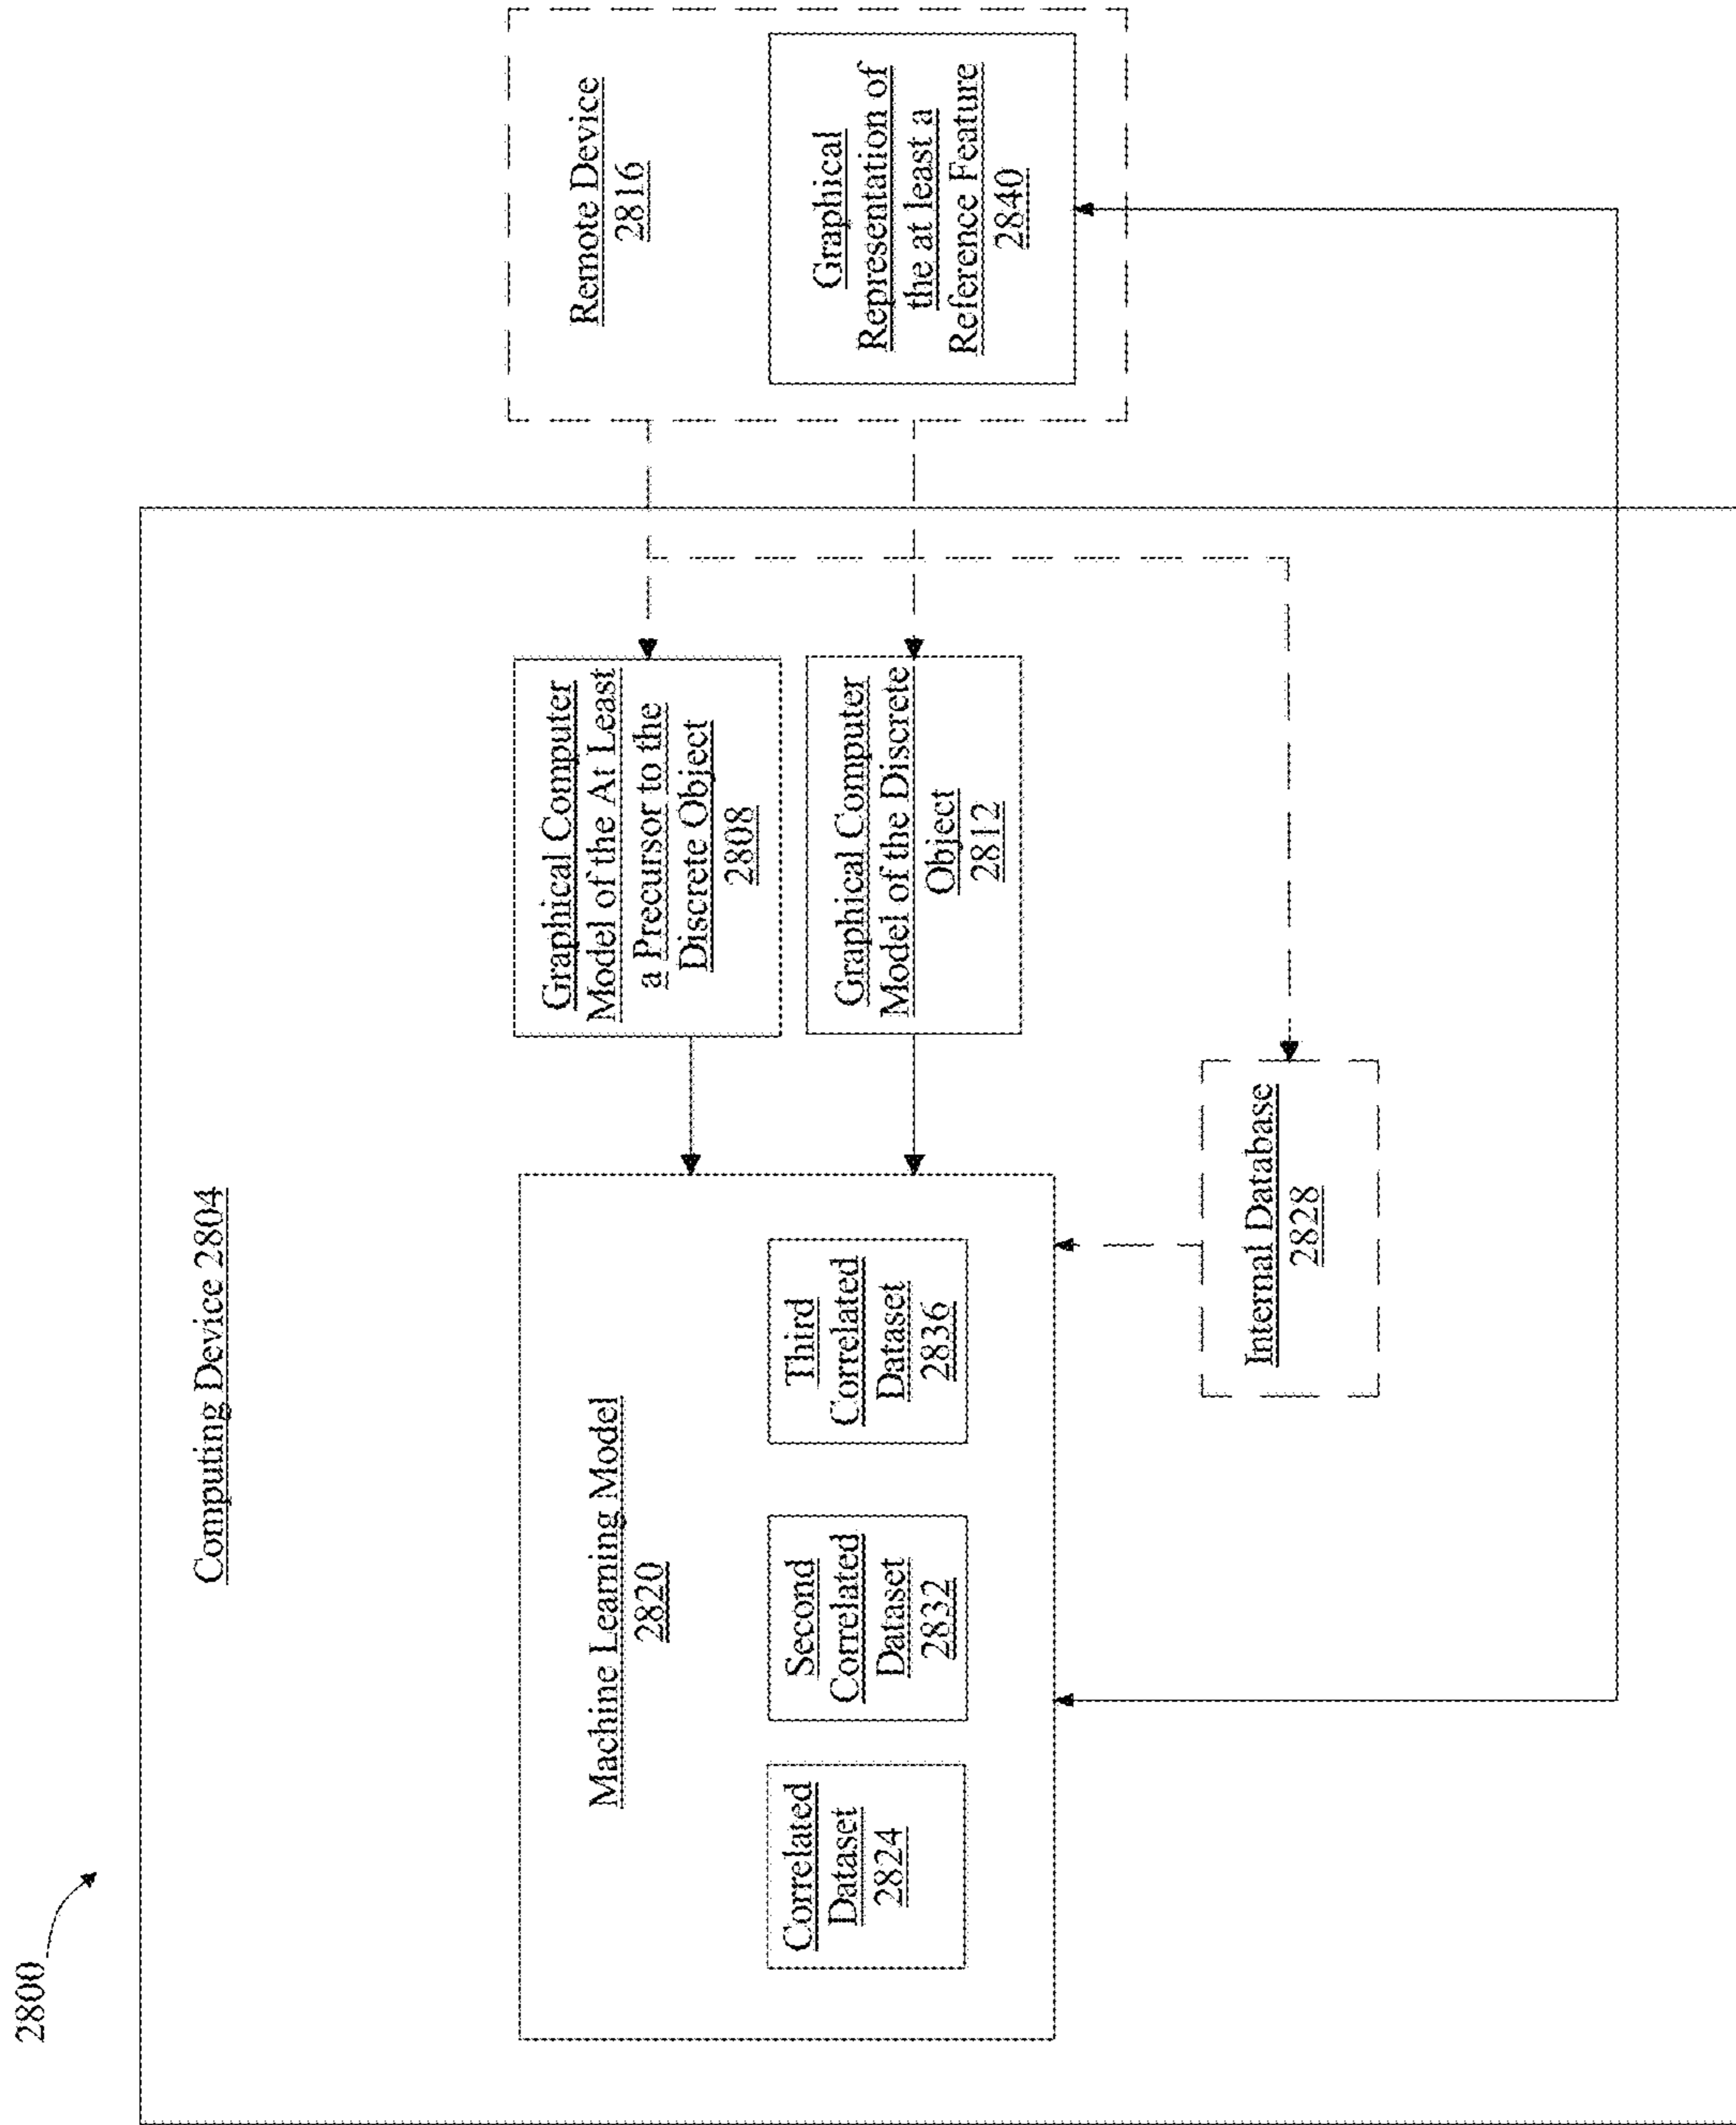 2800
Computing Device 2804
Machine Learning Model
2820
Correlated
Dataset
2824
Second
Correlated
Dataset
2832
Third
Correlated
Dataset
2836
Graphical Computer
Model of the At Least
a Precursor to the
Discrete Object
2808
Graphical Computer
Model of the Discrete
Object
2812
Internal Database
2828
Remote Device
2816
Graphical
Representation of
the at least a
Reference Feature
2840